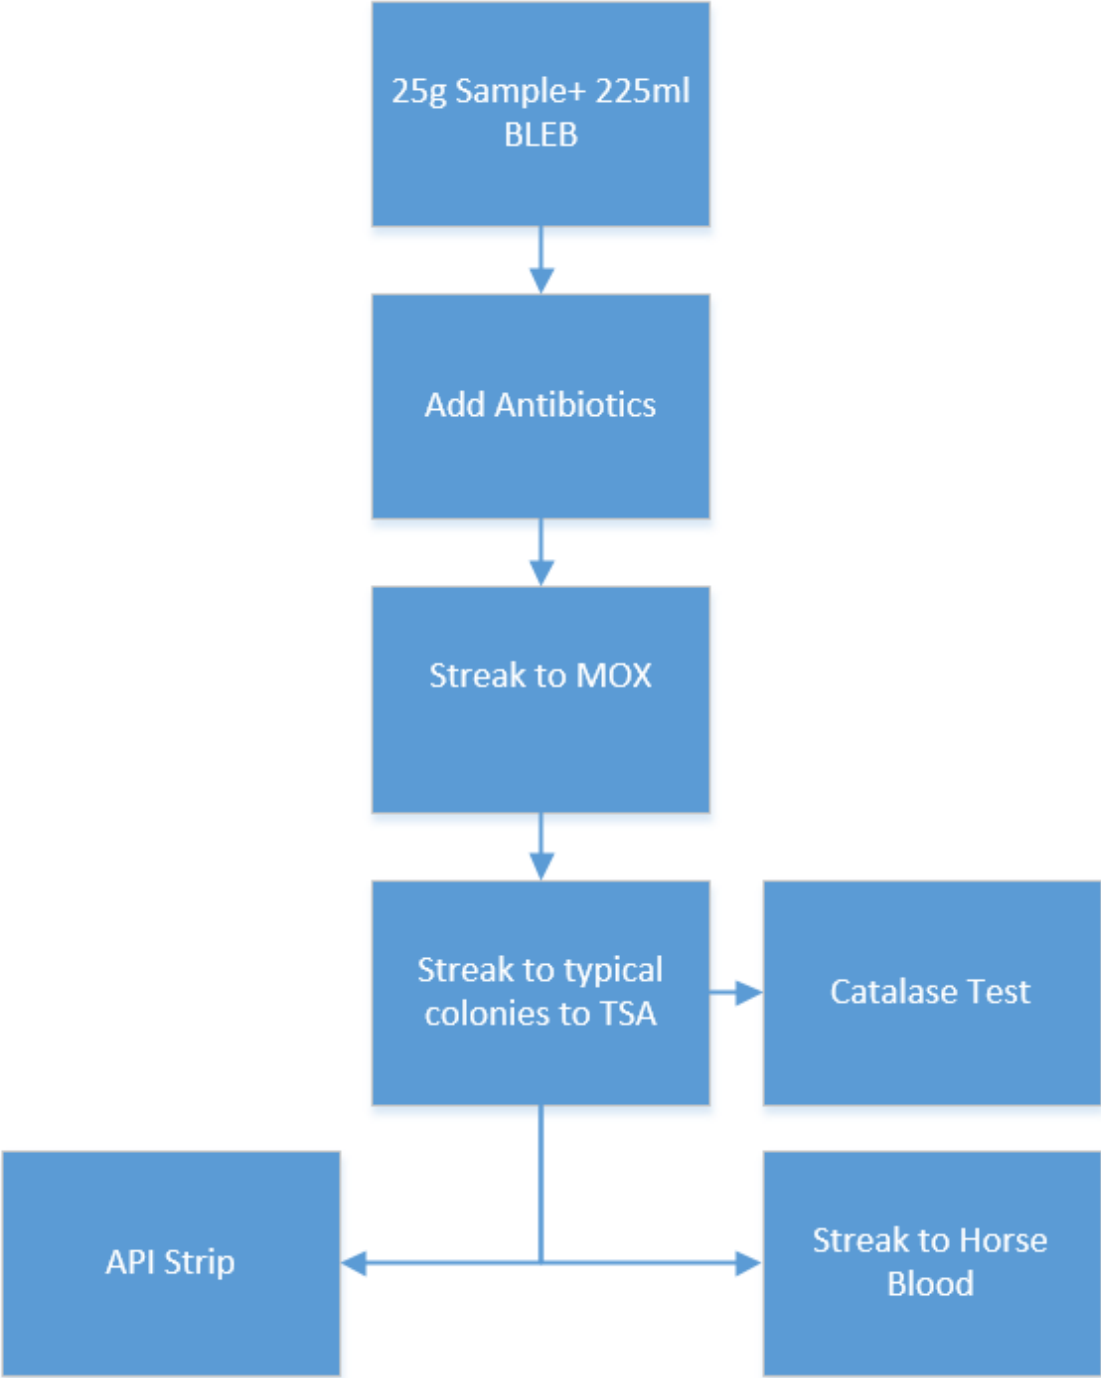 25g Sample+ 225ml
BLEB
Add Antibiotics
Streak to MOX
Streak to typical
colonies to TSA
Catalase Test
API Strip
Streak to Horse
Blood